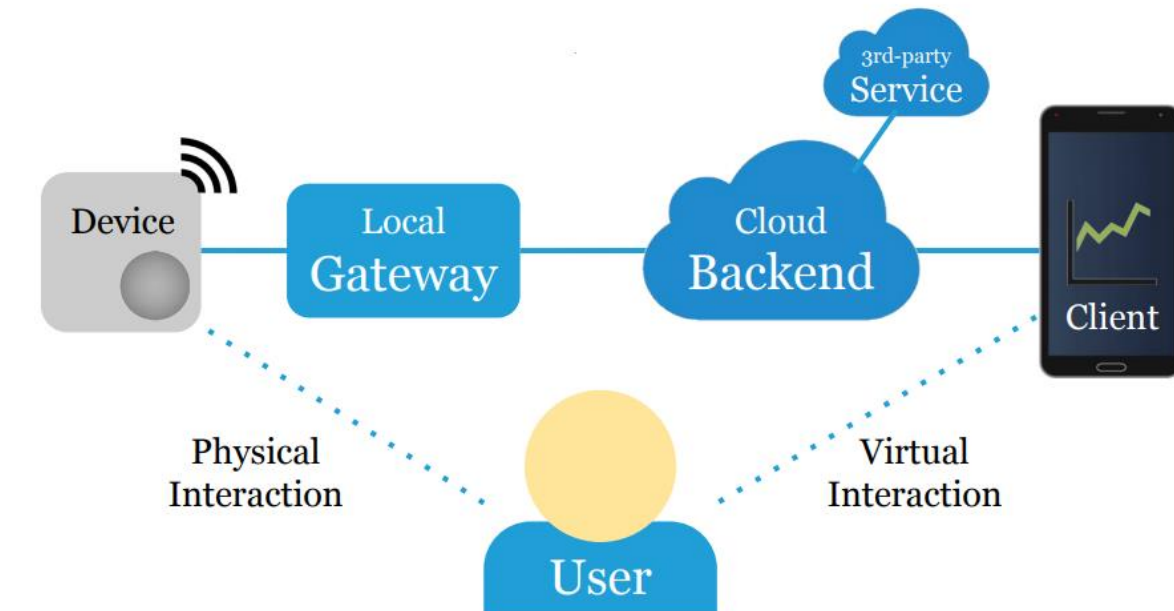 3rd-party
Service
Device
Local
Gateway
Cloud
Backend
Client
Physical
Interaction
Virtual
Interaction
User